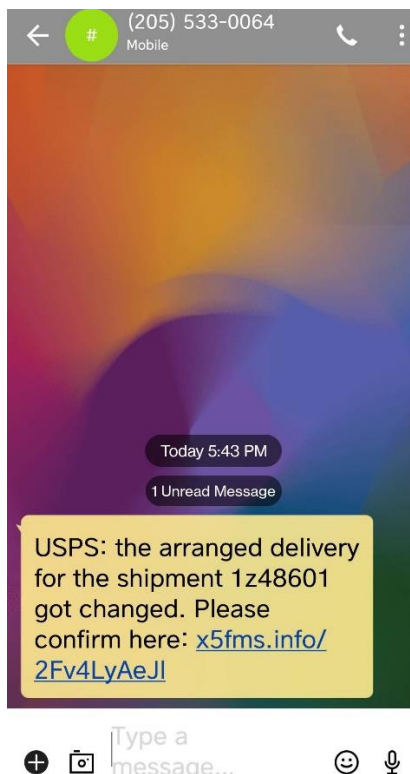 (205) 533-0064
#
Mobile
Today 5:43 PM
1 Unread Message
USPS: the arranged delivery
for the shipment 1z48601
got changed. Please
confirm here: x5fms.info/
2Fv4LyAeJl
Type a
message...